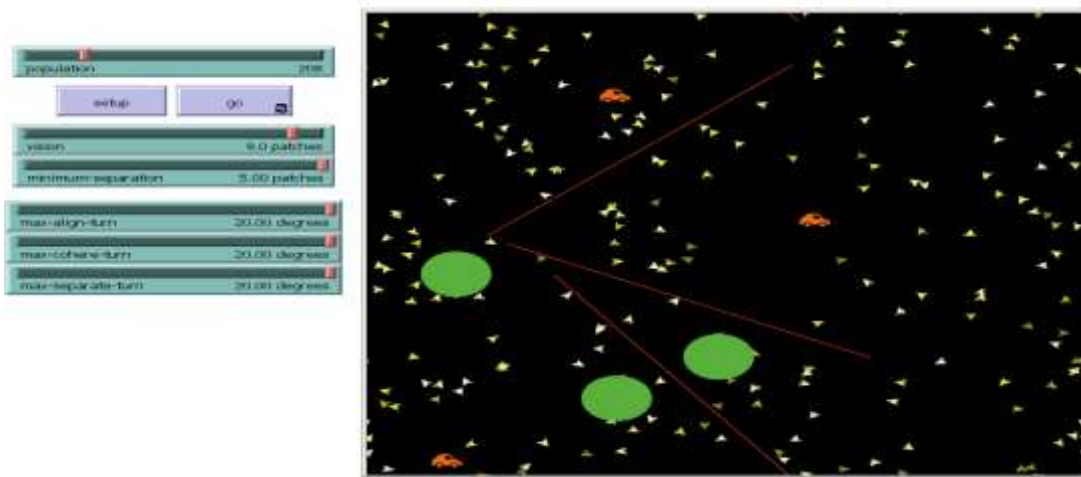 population 208
setup go
vision 9.0 patches
minimum-separation 5.00 patches
max-align-turn 20.00 degrees
max-cohere-turn 20.00 degrees
max-separate-turn 20.00 degrees